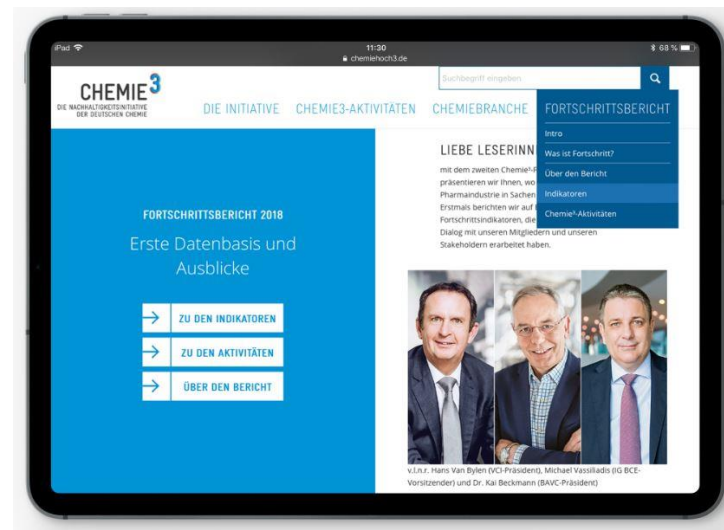 iPad
11:30
68 %
chemiehoch3.de
Suchbegriff eingeben
CHEMIE³
DIE NACHHALTIGKEITSINITIATIVE
DER DEUTSCHEN CHEMIE
DIE INITIATIVE
CHEMIE3-AKTIVITÄTEN
CHEMIEBRANCHE
FORTSCHRITTSBERICHT
Intro
Was ist Fortschritt?
Über den Bericht
Indikatoren
Chemie³-Aktivitäten
FORTSCHRITTSBERICHT 2018
Erste Datenbasis und
Ausblicke
ZU DEN INDIKATOREN
ZU DEN AKTIVITÄTEN
ÜBER DEN BERICHT
LIEBE LESERINN
mit dem zweiten Chemie³-F
präsentieren wir Ihnen, wo
Pharmaindustrie in Sachen
Erstmals berichten wir auf
Fortschrittsindikatoren, die
Dialog mit unseren Mitgliedern und unseren
Stakeholdern erarbeitet haben.
v.l.n.r. Hans Van Bylen (VCI-Präsident), Michael Vassiliadis (IG BCE-
Vorsitzender) und Dr. Kai Beckmann (BAVC-Präsident)